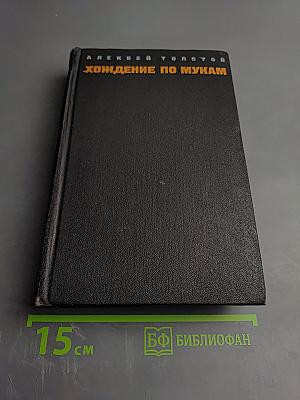 АЛЕКСЕЙ ТОЛСТОЙ
ХОЖДЕНИЕ ПО МУКАМ
15 СМ
БФ БИБЛИОФАН